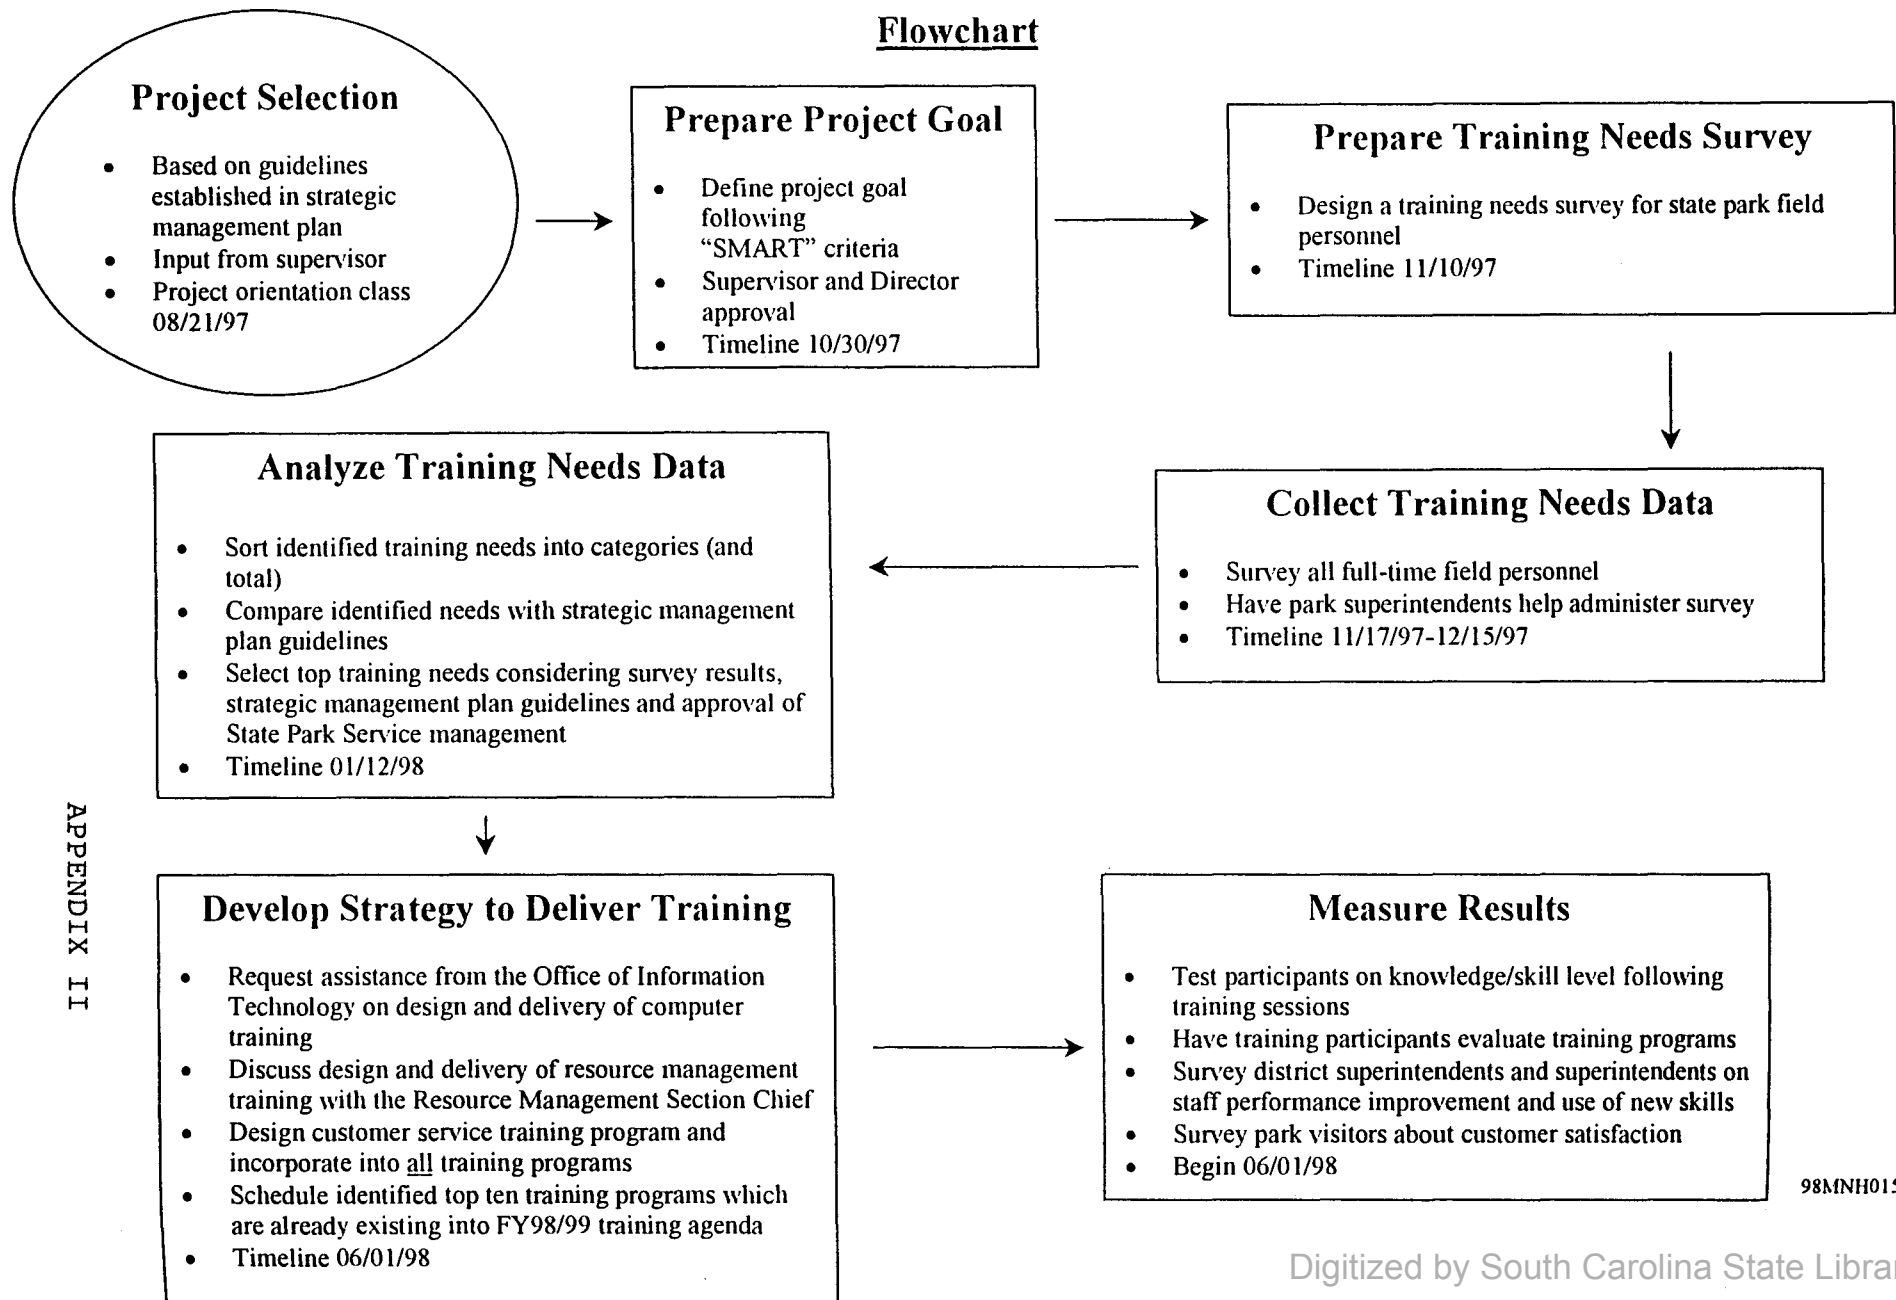 Flowchart
Project Selection
• Based on guidelines
established in strategic
management plan
• Input from supervisor
• Project orientation class
08/21/97
Prepare Project Goal
• Define project goal
following
“SMART” criteria
• Supervisor and Director
approval
• Timeline 10/30/97
Prepare Training Needs Survey
• Design a training needs survey for state park field
personnel
• Timeline 11/10/97
Collect Training Needs Data
• Survey all full-time field personnel
• Have park superintendents help administer survey
• Timeline 11/17/97-12/15/97
Analyze Training Needs Data
• Sort identified training needs into categories (and
total)
• Compare identified needs with strategic management
plan guidelines
• Select top training needs considering survey results,
strategic management plan guidelines and approval of
State Park Service management
• Timeline 01/12/98
Develop Strategy to Deliver Training
• Request assistance from the Office of Information
Technology on design and delivery of computer
training
• Discuss design and delivery of resource management
training with the Resource Management Section Chief
• Design customer service training program and
incorporate into all training programs
• Schedule identified top ten training programs which
are already existing into FY98/99 training agenda
• Timeline 06/01/98
Measure Results
• Test participants on knowledge/skill level following
training sessions
• Have training participants evaluate training programs
• Survey district superintendents and superintendents on
staff performance improvement and use of new skills
• Survey park visitors about customer satisfaction
• Begin 06/01/98
APPENDIX II
98MNH015
Digitized by South Carolina State Librar